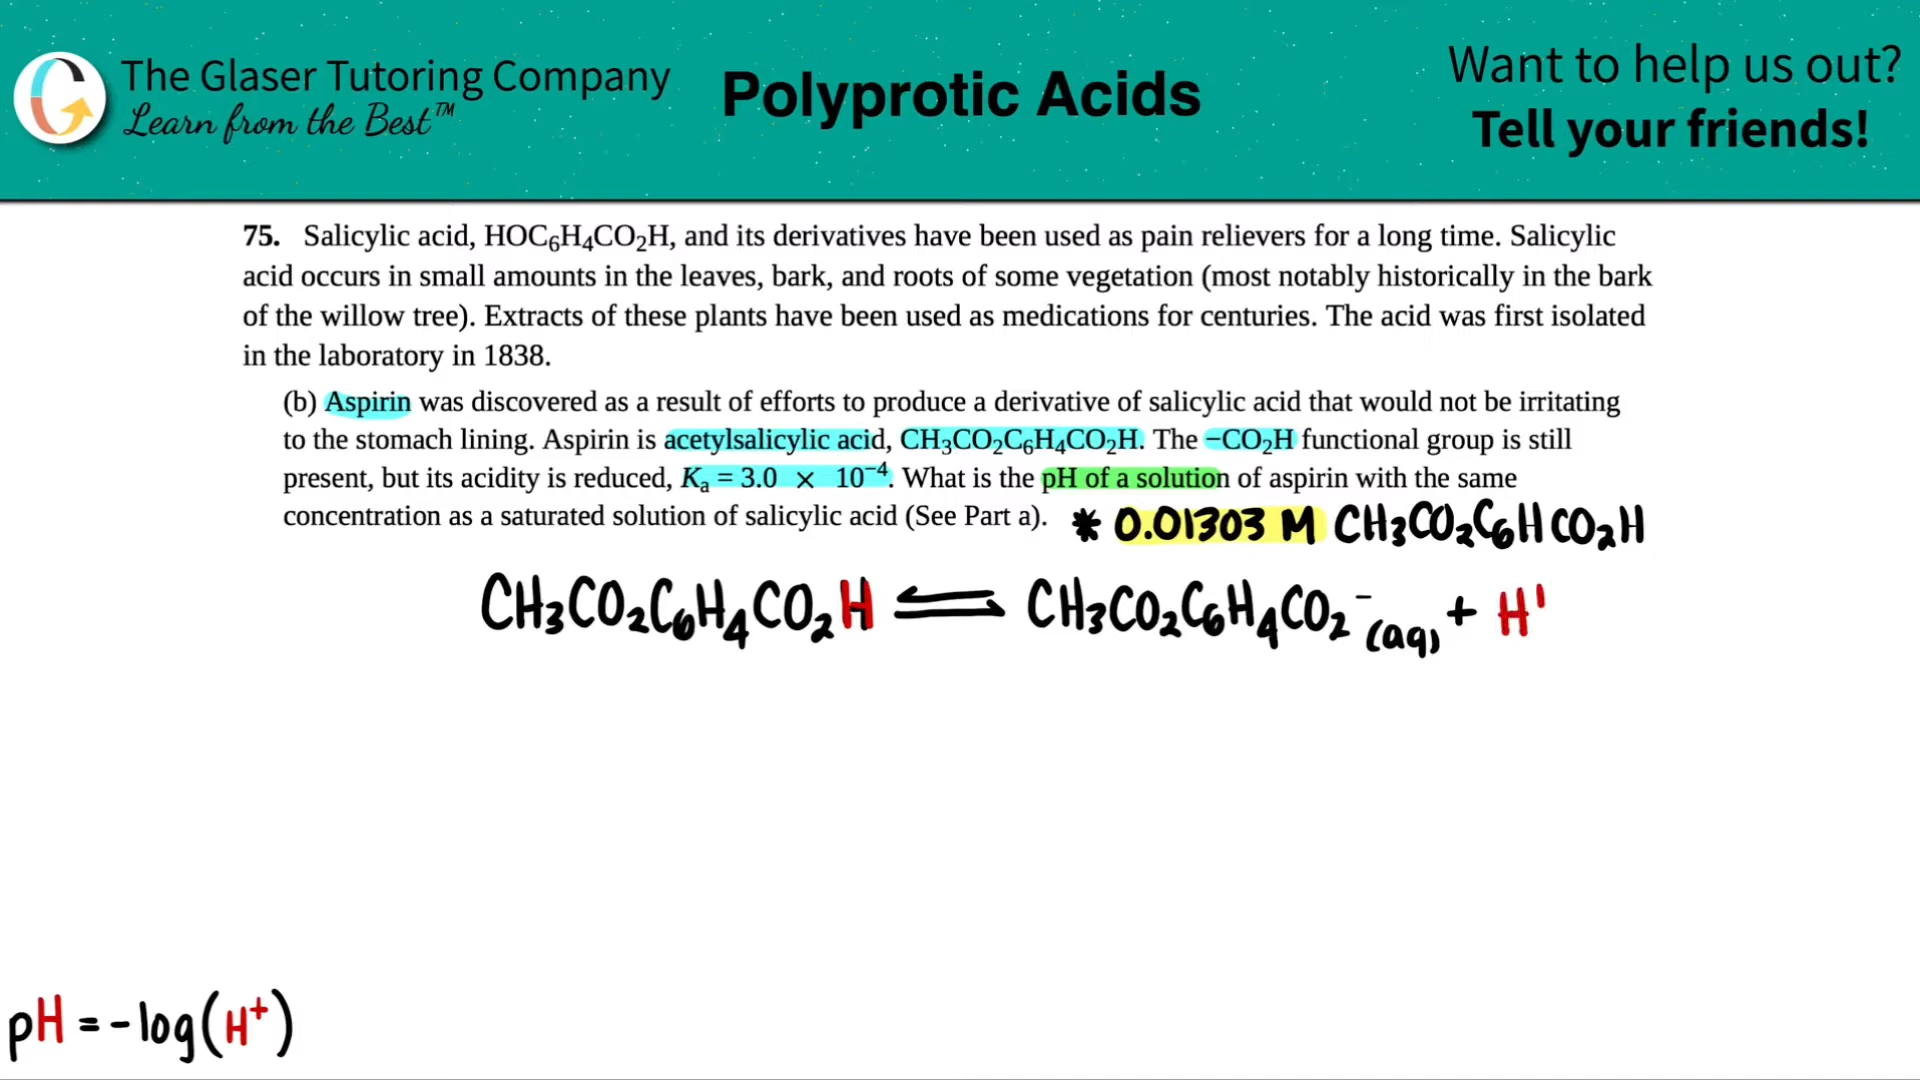 The Glaser Tutoring Company
Learn from the Best™
Polyprotic Acids
Want to help us out?
Tell your friends!
75. Salicylic acid, HOC₆H₄CO₂H, and its derivatives have been used as pain relievers for a long time. Salicylic
acid occurs in small amounts in the leaves, bark, and roots of some vegetation (most notably historically in the bark
of the willow tree). Extracts of these plants have been used as medications for centuries. The acid was first isolated
in the laboratory in 1838.
(b) Aspirin was discovered as a result of efforts to produce a derivative of salicylic acid that would not be irritating
to the stomach lining. Aspirin is acetylsalicylic acid, CH₃CO₂C₆H₄CO₂H. The −CO₂H functional group is still
present, but its acidity is reduced, Kₐ = 3.0 × 10⁻⁴. What is the pH of a solution of aspirin with the same
concentration as a saturated solution of salicylic acid (See Part a). * 0.01303 M CH₃CO₂C₆HCO₂H
CH₃CO₂C₆H₄CO₂H ⇌ CH₃CO₂C₆H₄CO₂⁻(aq) + H'
pH = -log(H⁺)